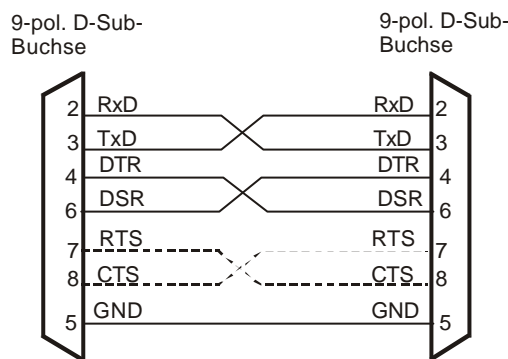 9-pol. D-Sub-
Buchse
9-pol. D-Sub-
Buchse
2 RxD RxD 2
3 TxD TxD 3
4 DTR DTR 4
6 DSR DSR 6
7 RTS RTS 7
8 CTS CTS 8
5 GND GND 5